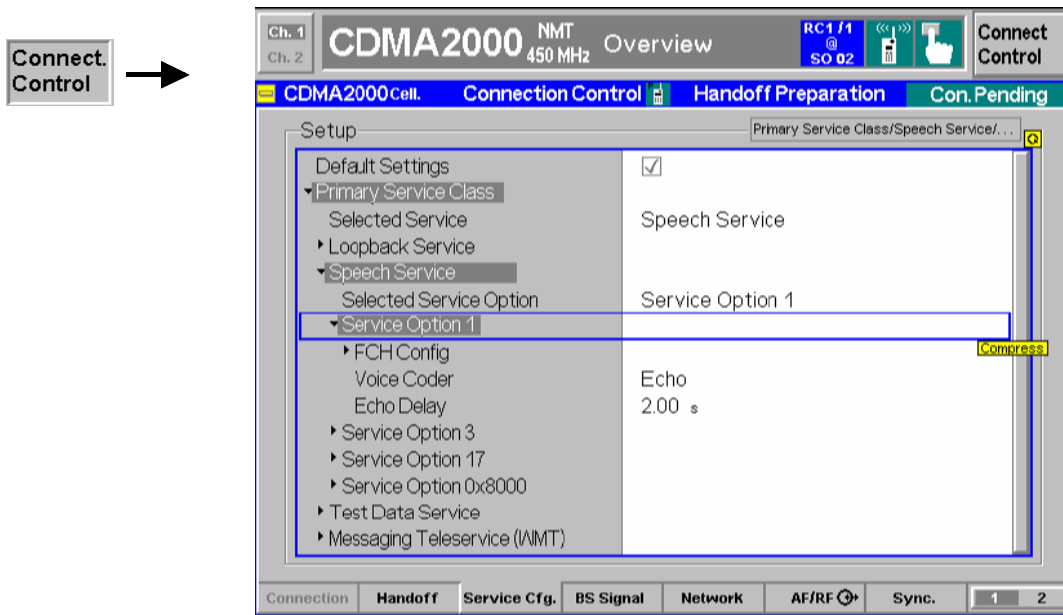 Connect.
Control
Ch. 1
Ch. 2
CDMA2000 NMT 450 MHz Overview
RC1/1
@
SO 02
Connect
Control
CDMA2000 Cell. Connection Control Handoff Preparation Con. Pending
Setup
Primary Service Class/Speech Service/...
Default Settings
Primary Service Class
Selected Service Speech Service
Loopback Service
Speech Service
Selected Service Option Service Option 1
Service Option 1
Compress
FCH Config
Voice Coder Echo
Echo Delay 2.00 s
Service Option 3
Service Option 17
Service Option 0x8000
Test Data Service
Messaging Teleservice (WMT)
Connection Handoff Service Cfg. BS Signal Network AF/RF Sync. 1 2